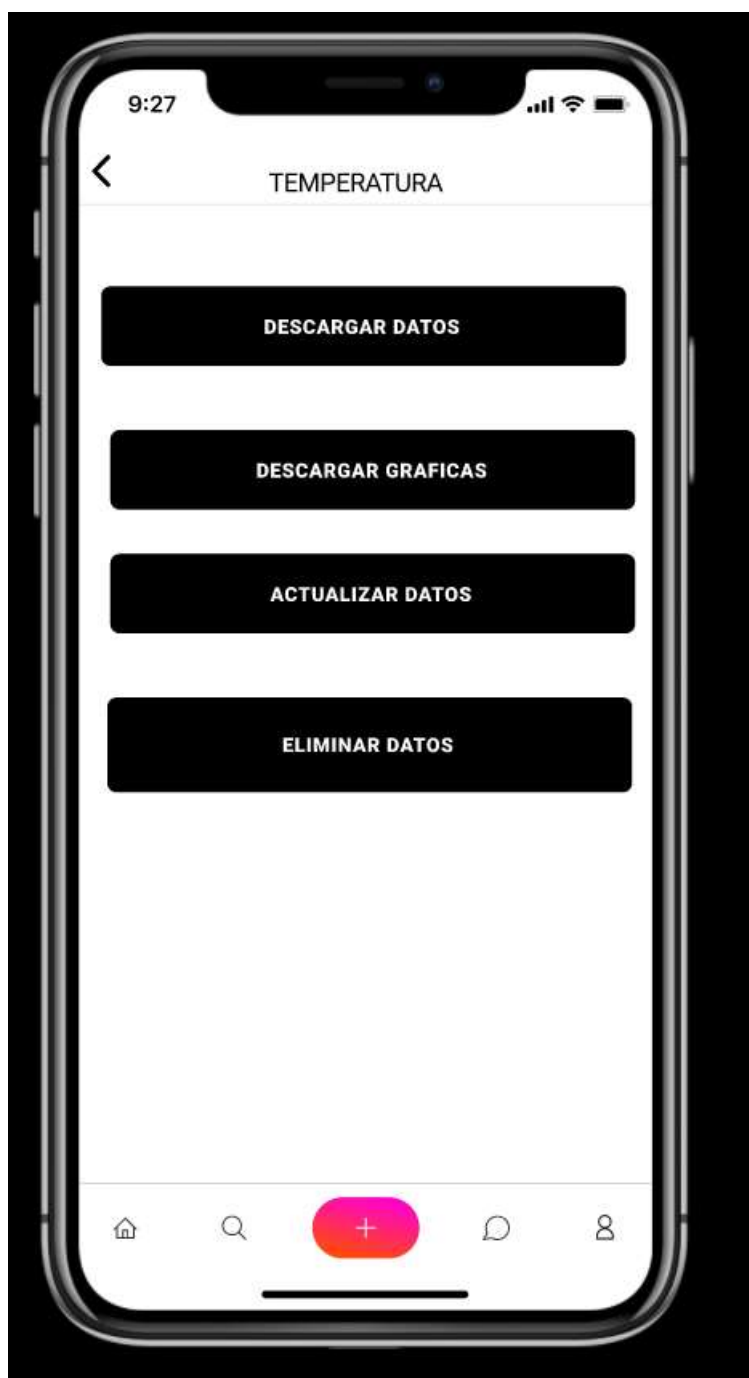 9:27
TEMPERATURA
DESCARGAR DATOS
DESCARGAR GRAFICAS
ACTUALIZAR DATOS
ELIMINAR DATOS